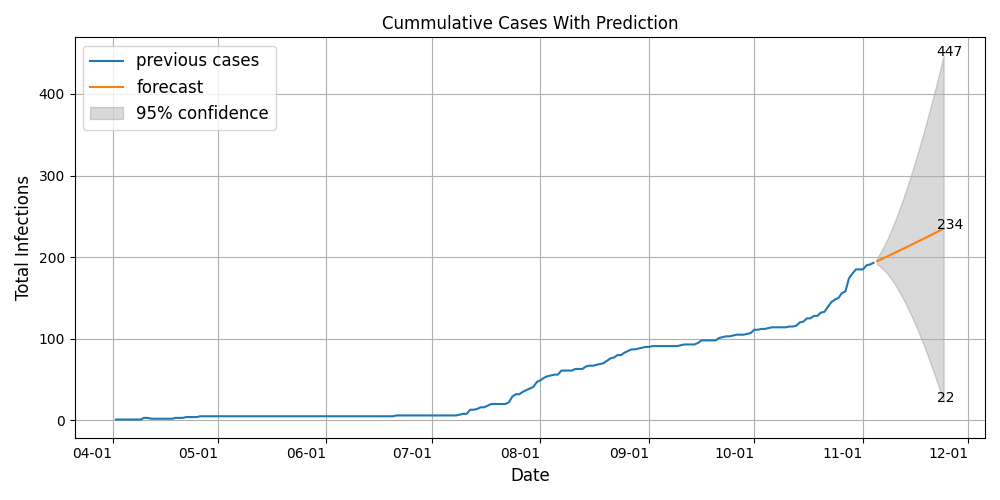 Cummulative Cases With Prediction
previous cases
forecast
95% confidence
447
234
22
400
300
200
100
0
Total Infections
04-01 05-01 06-01 07-01 08-01 09-01 10-01 11-01 12-01
Date